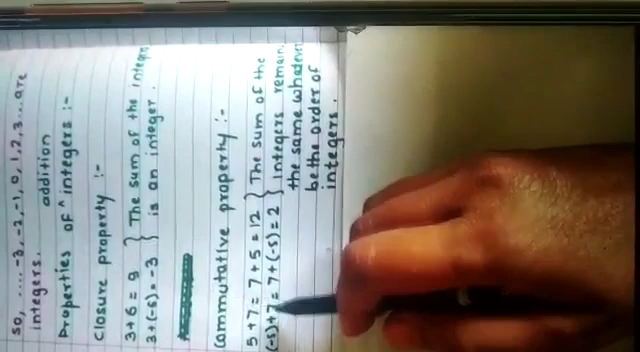 so, .... -3, -2, -1, 0, 1, 2, 3... are
integers.
addition
Properties of ^ integers :-
Closure property :-
3+6 = 9 } The sum of the integers
3+(-6) = -3 } is an integer.
Commutative property :-
5+7 = 7+5 = 12 } The sum of the
(-5)+7 = 7+(-5) = 2 } Integers remain
the same whatever
be the order of
integers.